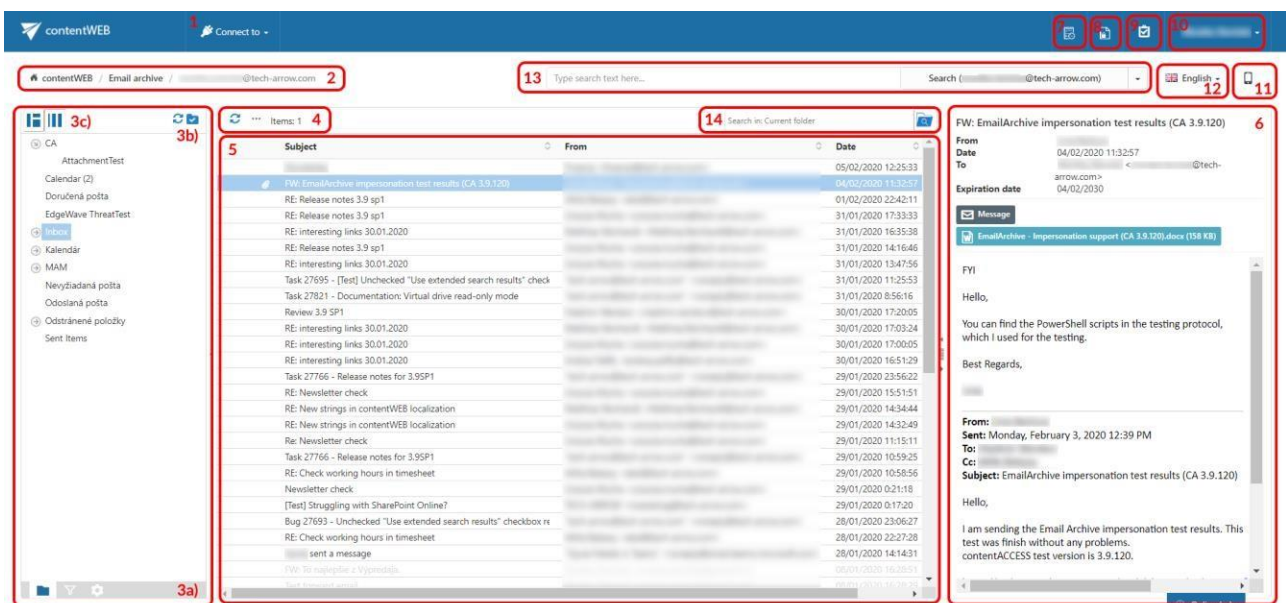 contentWEB
1 Connect to
7 8 9 10
contentWEB / Email archive / @tech-arrow.com 2
13 Type search text here... Search ( @tech-arrow.com)
English 12
11
3c)
3b)
CA
AttachmentTest
Calendar (2)
Doručená pošta
EdgeWave ThreatTest
Inbox
Kalendár
MAM
Nevyžiadaná pošta
Odoslaná pošta
Odstránené položky
Sent Items
3a)
Items: 1 4
14 Search in: Current folder
5 Subject From Date
05/02/2020 12:25:33
FW: EmailArchive impersonation test results (CA 3.9.120) 04/02/2020 11:32:57
RE: Release notes 3.9 sp1 01/02/2020 22:42:11
RE: Release notes 3.9 sp1 31/01/2020 17:33:33
RE: interesting links 30.01.2020 31/01/2020 16:35:38
RE: Release notes 3.9 sp1 31/01/2020 14:16:46
RE: interesting links 30.01.2020 31/01/2020 13:47:56
Task 27695 - [Test] Unchecked "Use extended search results" check 31/01/2020 11:25:53
Task 27821 - Documentation: Virtual drive read-only mode 31/01/2020 8:56:16
Review 3.9 SP1 30/01/2020 17:20:05
RE: interesting links 30.01.2020 30/01/2020 17:03:24
RE: interesting links 30.01.2020 30/01/2020 17:00:05
RE: interesting links 30.01.2020 30/01/2020 16:51:29
Task 27766 - Release notes for 3.9SP1 29/01/2020 23:56:22
RE: Newsletter check 29/01/2020 15:51:51
RE: New strings in contentWEB localization 29/01/2020 14:34:44
RE: New strings in contentWEB localization 29/01/2020 14:32:49
Re: Newsletter check 29/01/2020 11:15:11
Task 27766 - Release notes for 3.9SP1 29/01/2020 10:59:25
RE: Check working hours in timesheet 29/01/2020 10:58:56
Newsletter check 29/01/2020 0:21:18
[Test] Struggling with SharePoint Online? 29/01/2020 0:17:20
Bug 27693 - Unchecked "Use extended search results" checkbox re 28/01/2020 23:06:27
RE: Check working hours in timesheet 28/01/2020 22:27:28
sent a message 28/01/2020 14:14:31
FW: To najlepšie z Výpredaja.
6
FW: EmailArchive impersonation test results (CA 3.9.120)
From
Date 04/02/2020 11:32:57
To < @tech-
arrow.com>
Expiration date 04/02/2030
Message
EmailArchive - Impersonation support (CA 3.9.120).docx (158 KB)
FYI
Hello,
You can find the PowerShell scripts in the testing protocol,
which I used for the testing.
Best Regards,
From:
Sent: Monday, February 3, 2020 12:39 PM
To:
Cc:
Subject: EmailArchive impersonation test results (CA 3.9.120)
Hello,
I am sending the Email Archive impersonation test results. This
test was finish without any problems.
contentACCESS test version is 3.9.120.